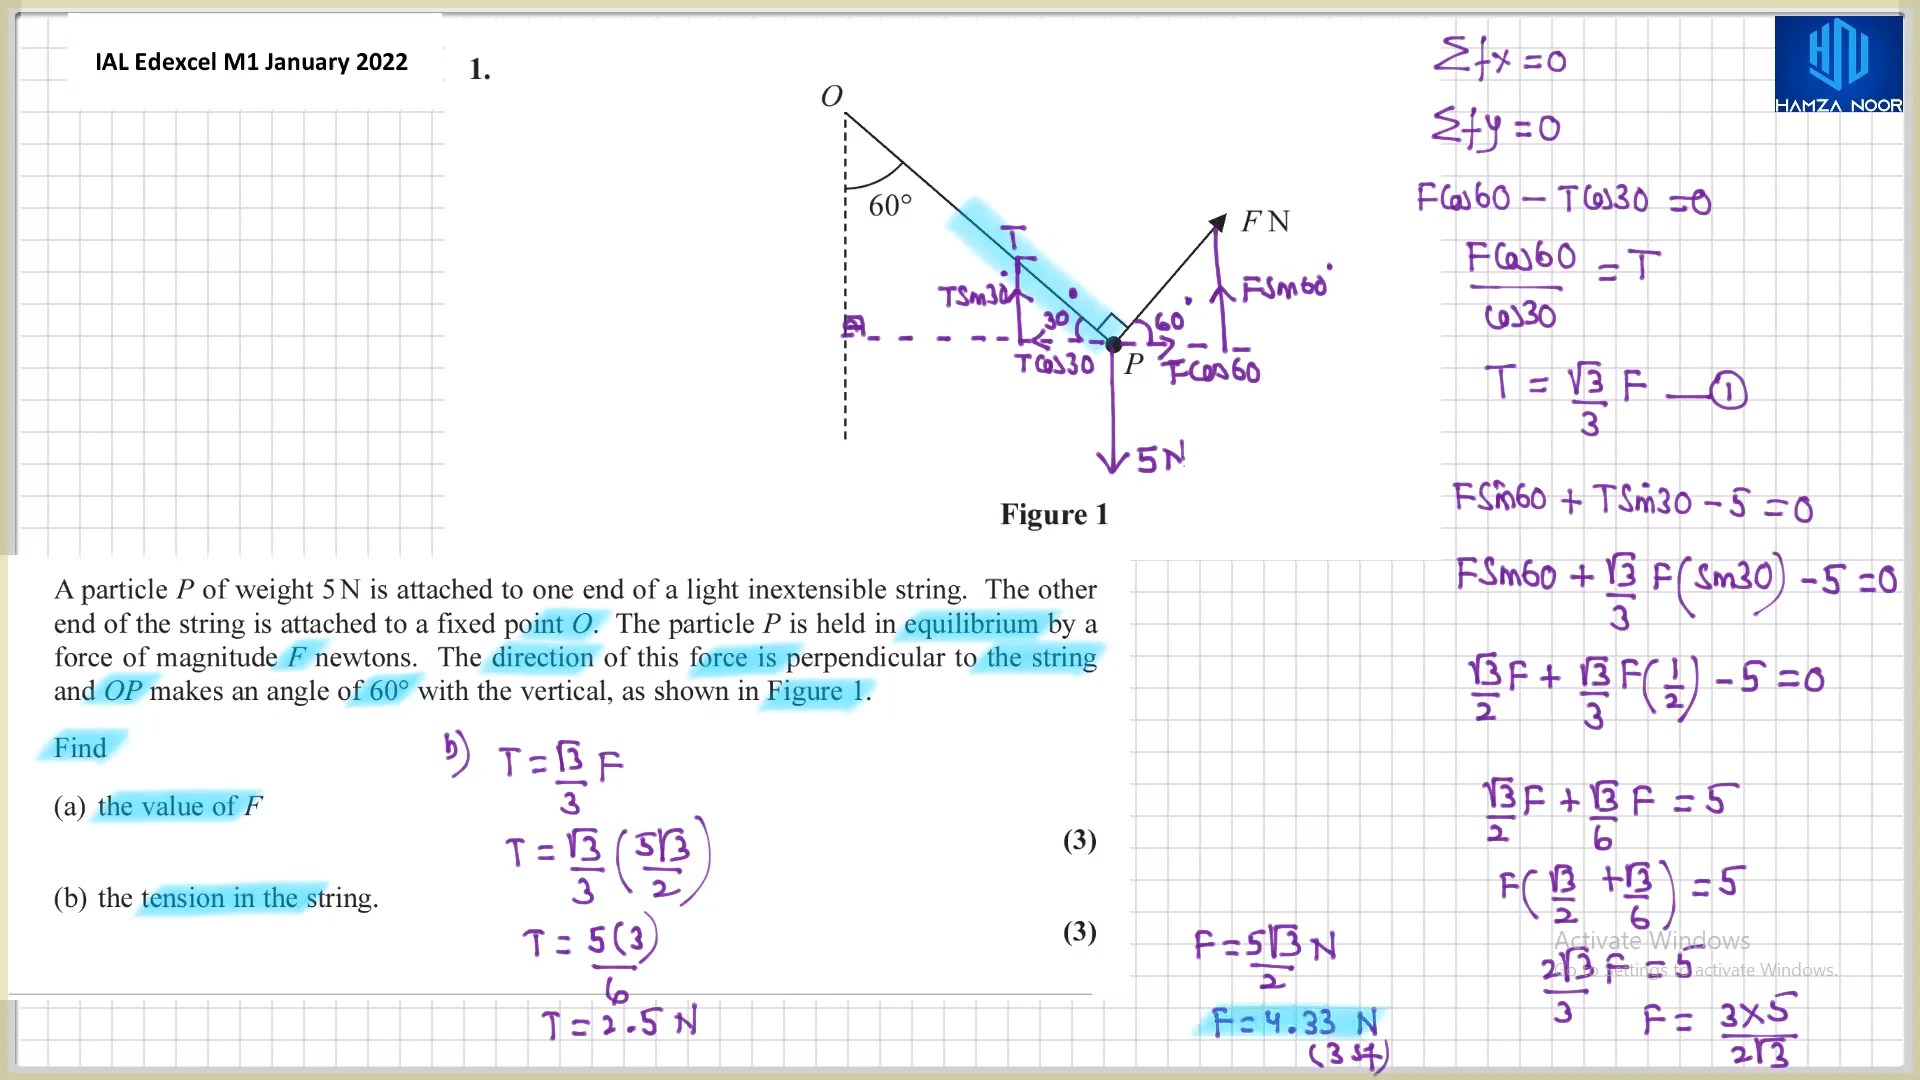 IAL Edexcel M1 January 2022
1.
HAMZA NOOR
O
60°
F N
T
TSin30°
30°
60°
FSin60°
TCos30
P
FCos60
5N
Figure 1
A particle P of weight 5 N is attached to one end of a light inextensible string. The other
end of the string is attached to a fixed point O. The particle P is held in equilibrium by a
force of magnitude F newtons. The direction of this force is perpendicular to the string
and OP makes an angle of 60° with the vertical, as shown in Figure 1.
Find
(a) the value of F
(3)
(b) the tension in the string.
(3)
Σfx = 0
Σfy = 0
FCos60 − TCos30 = 0
FCos60/Cos30 = T
T = √3/3 F — ①
FSin60 + TSin30 − 5 = 0
FSin60 + √3/3 F(Sin30) − 5 = 0
√3/2 F + √3/3 F(1/2) − 5 = 0
√3/2 F + √3/6 F = 5
F(√3/2 + √3/6) = 5
2√3/3 F = 5
F = 3×5/2√3
F = 5√3/2 N
F = 4.33 N
(3 sf)
b) T = √3/3 F
T = √3/3 (5√3/2)
T = 5(3)/6
T = 2.5 N
Activate Windows
Go to Settings to activate Windows.